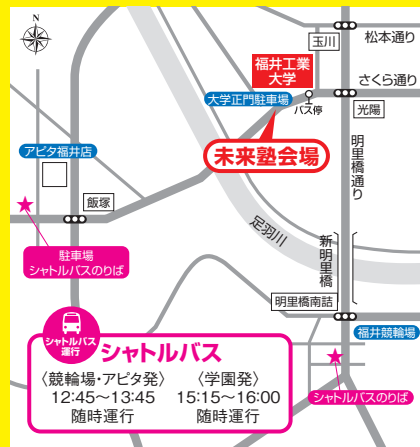 N
松本通り
玉川
福井工業
大学
さくら通り
大学正門駐車場
バス停
光陽
未来塾会場
明里橋通り
アピタ福井店
飯塚
足羽川
新明里橋
駐車場
シャトルバスのりば
明里橋南詰
福井競輪場
シャトルバス
運行
シャトルバス
〈競輪場・アピタ発〉
12:45~13:45
随時運行
〈学園発〉
15:15~16:00
随時運行
シャトルバスのりば